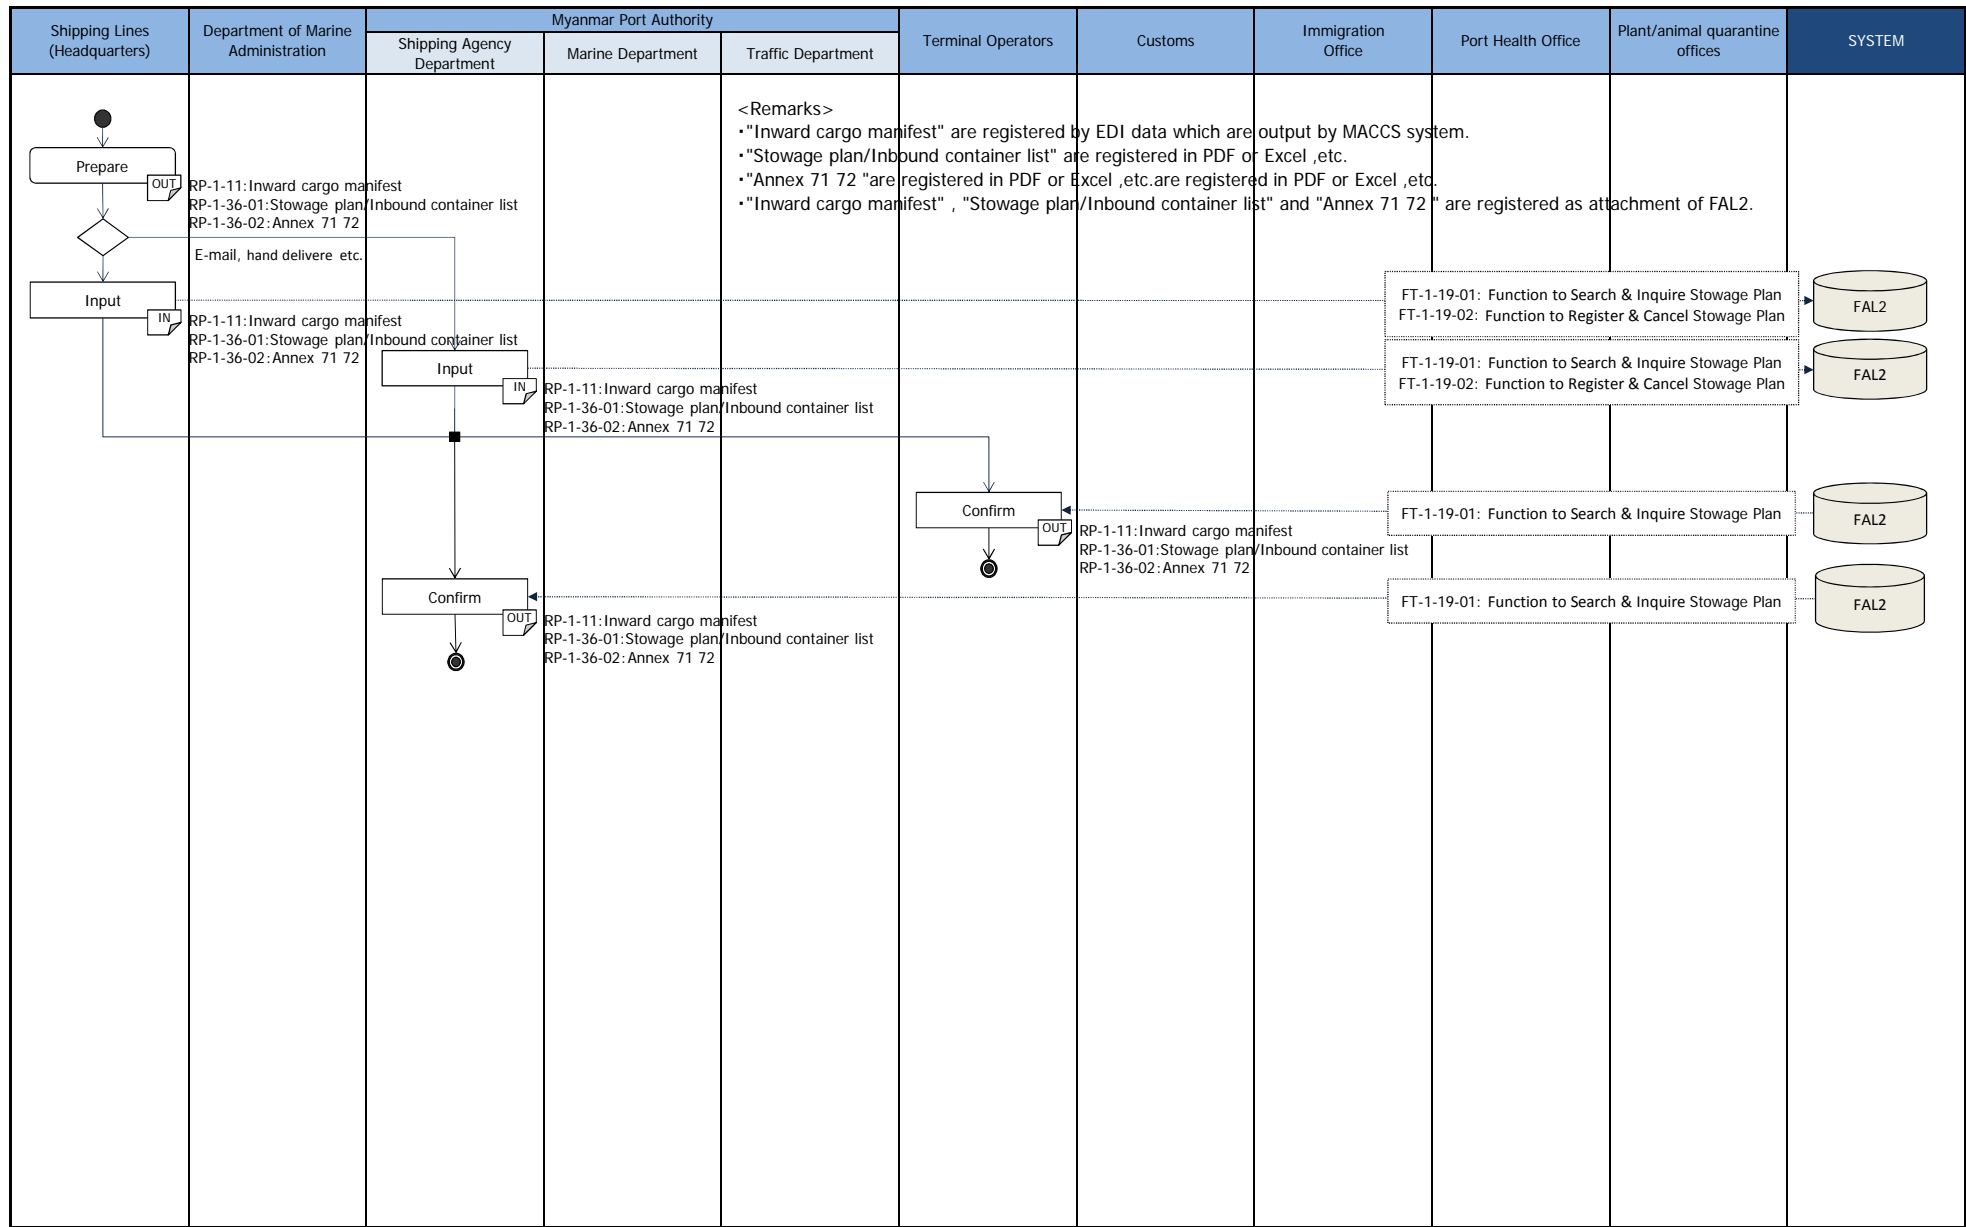 Shipping Lines
(Headquarters)
Department of Marine
Administration
Myanmar Port Authority
Shipping Agency
Department
Marine Department
Traffic Department
Terminal Operators
Customs
Immigration
Office
Port Health Office
Plant/animal quarantine
offices
SYSTEM
<Remarks>
・"Inward cargo manifest" are registered by EDI data which are output by MACCS system.
・"Stowage plan/Inbound container list" are registered in PDF or Excel ,etc.
・"Annex 71 72 "are registered in PDF or Excel ,etc.are registered in PDF or Excel ,etc.
・"Inward cargo manifest" , "Stowage plan/Inbound container list" and "Annex 71 72 " are registered as attachment of FAL2.
Prepare
OUT
RP-1-11:Inward cargo manifest
RP-1-36-01:Stowage plan/Inbound container list
RP-1-36-02:Annex 71 72
E-mail, hand delivere etc.
Input
IN
RP-1-11:Inward cargo manifest
RP-1-36-01:Stowage plan/Inbound container list
RP-1-36-02:Annex 71 72
FT-1-19-01: Function to Search & Inquire Stowage Plan
FT-1-19-02: Function to Register & Cancel Stowage Plan
FAL2
Input
IN
RP-1-11:Inward cargo manifest
RP-1-36-01:Stowage plan/Inbound container list
RP-1-36-02:Annex 71 72
FT-1-19-01: Function to Search & Inquire Stowage Plan
FT-1-19-02: Function to Register & Cancel Stowage Plan
FAL2
Confirm
OUT
RP-1-11:Inward cargo manifest
RP-1-36-01:Stowage plan/Inbound container list
RP-1-36-02:Annex 71 72
FT-1-19-01: Function to Search & Inquire Stowage Plan
FAL2
Confirm
OUT
RP-1-11:Inward cargo manifest
RP-1-36-01:Stowage plan/Inbound container list
RP-1-36-02:Annex 71 72
FT-1-19-01: Function to Search & Inquire Stowage Plan
FAL2